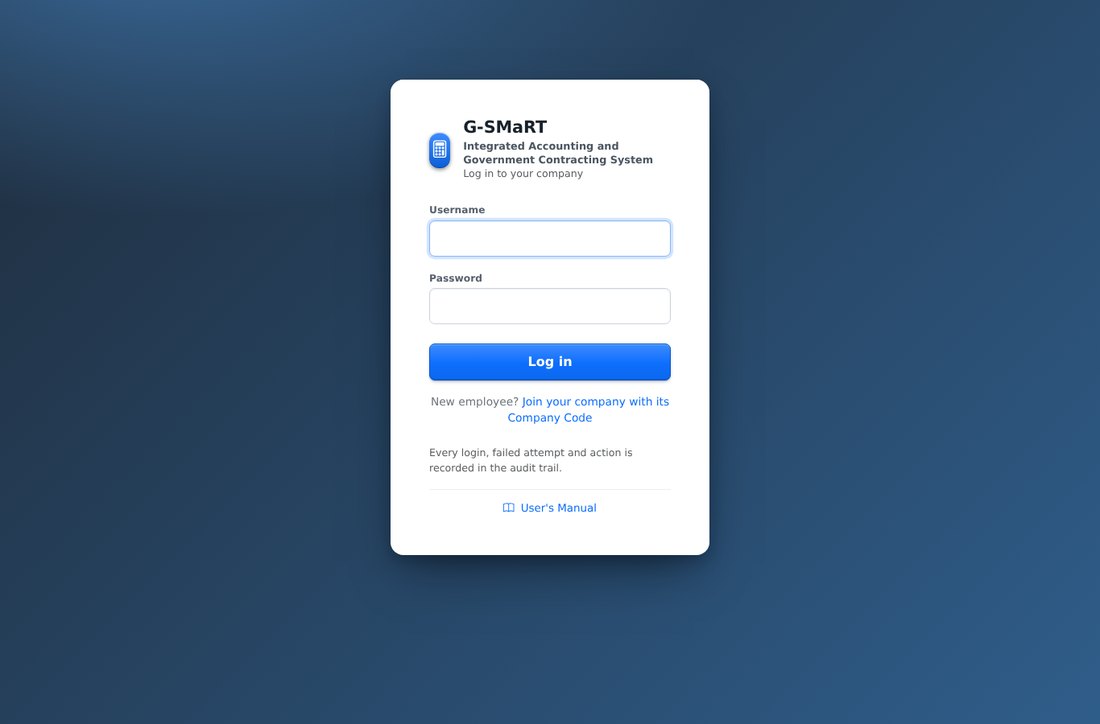 G-SMaRT
Integrated Accounting and
Government Contracting System
Log in to your company
Username
Password
Log in
New employee? Join your company with its
Company Code
Every login, failed attempt and action is
recorded in the audit trail.
User's Manual